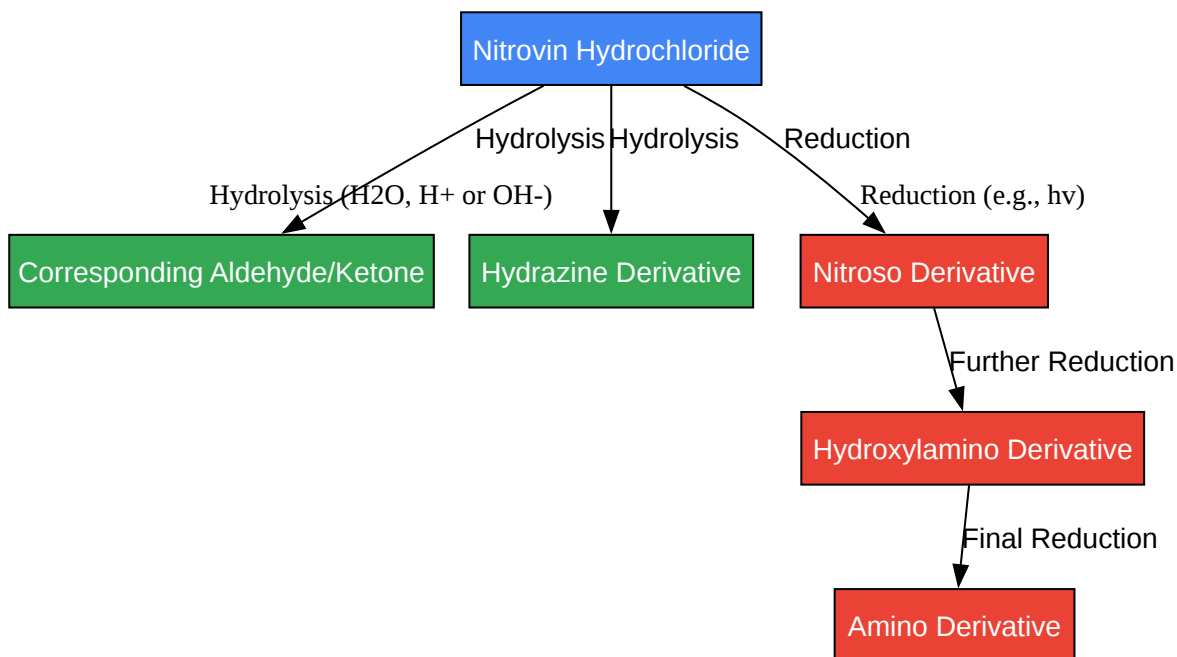 Nitrovin Hydrochloride
Hydrolysis
Hydrolysis
Reduction
Hydrolysis (H2O, H+ or OH-)
Reduction (e.g., hv)
Corresponding Aldehyde/Ketone
Hydrazine Derivative
Nitroso Derivative
Further Reduction
Hydroxylamino Derivative
Final Reduction
Amino Derivative